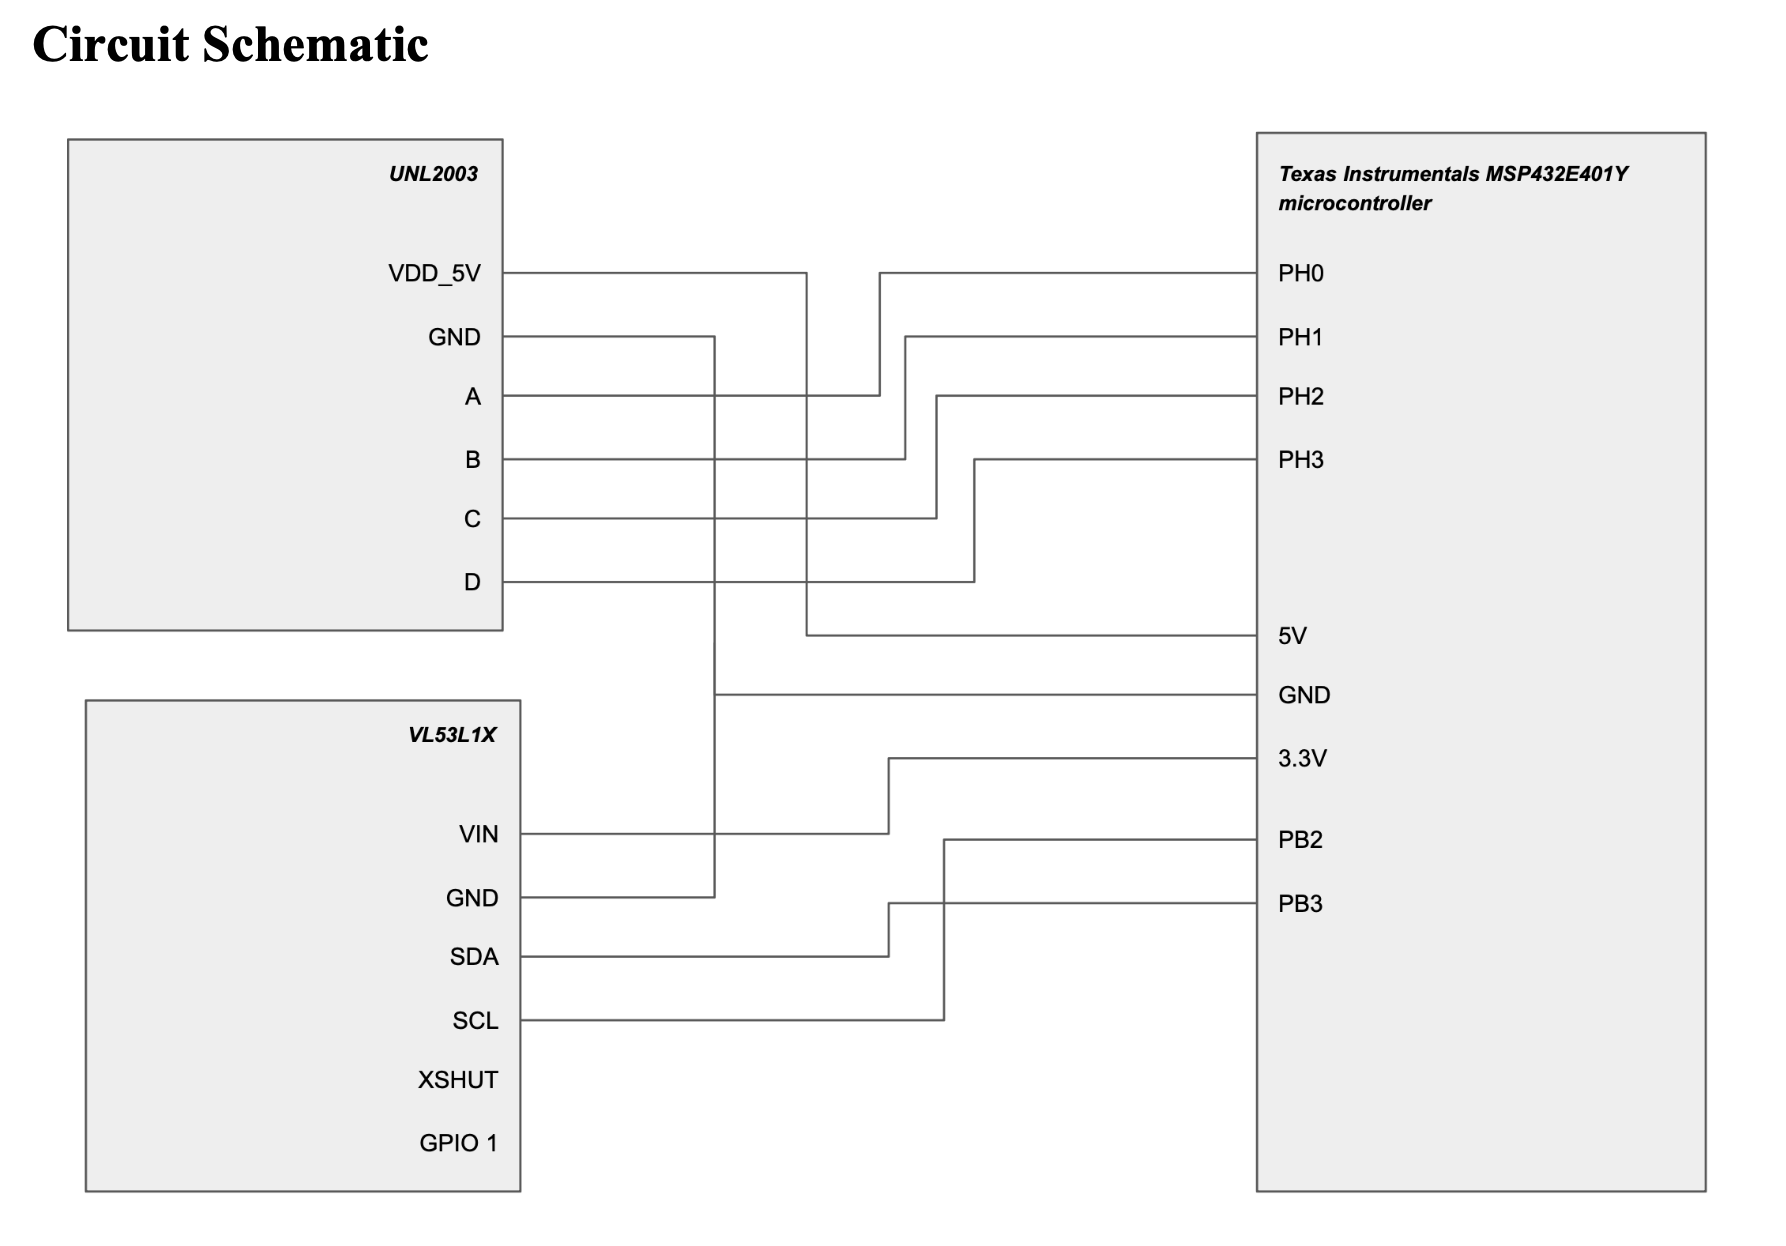 Circuit Schematic
UNL2003
VDD_5V
GND
A
B
C
D
VL53L1X
VIN
GND
SDA
SCL
XSHUT
GPIO 1
Texas Instrumentals MSP432E401Y
microcontroller
PH0
PH1
PH2
PH3
5V
GND
3.3V
PB2
PB3